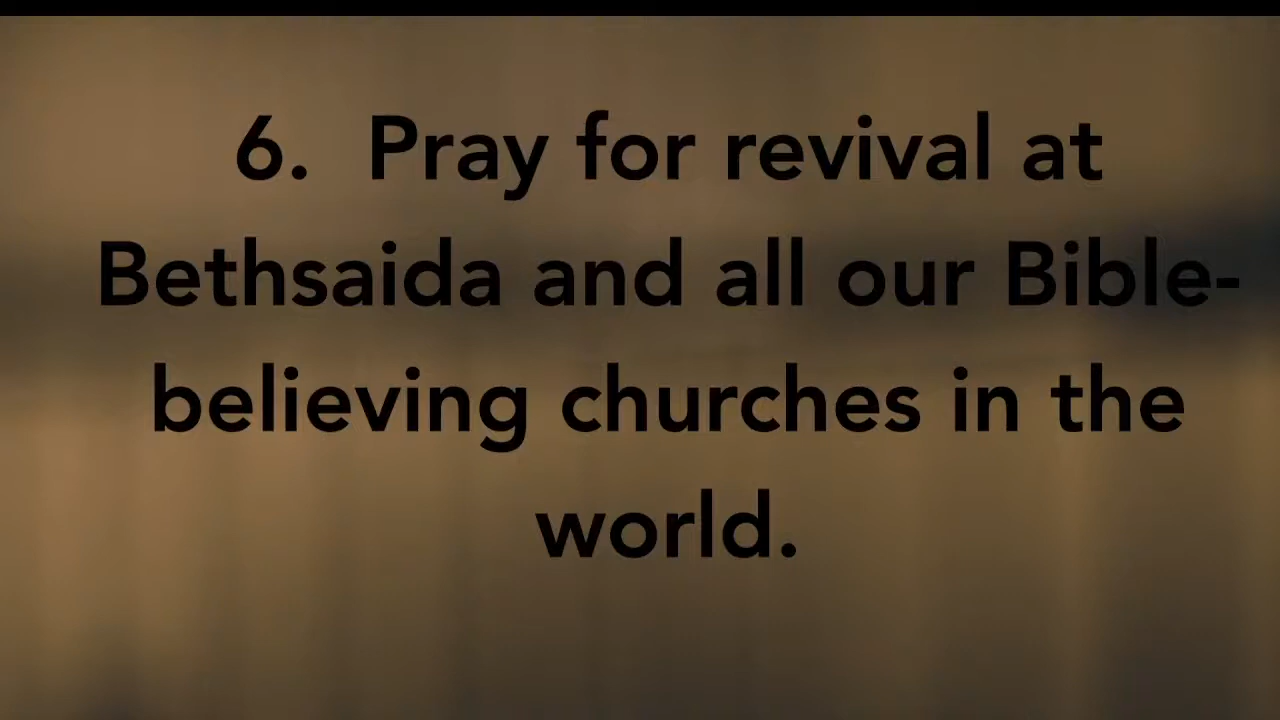 6.  Pray for revival at
Bethsaida and all our Bible-
believing churches in the
world.